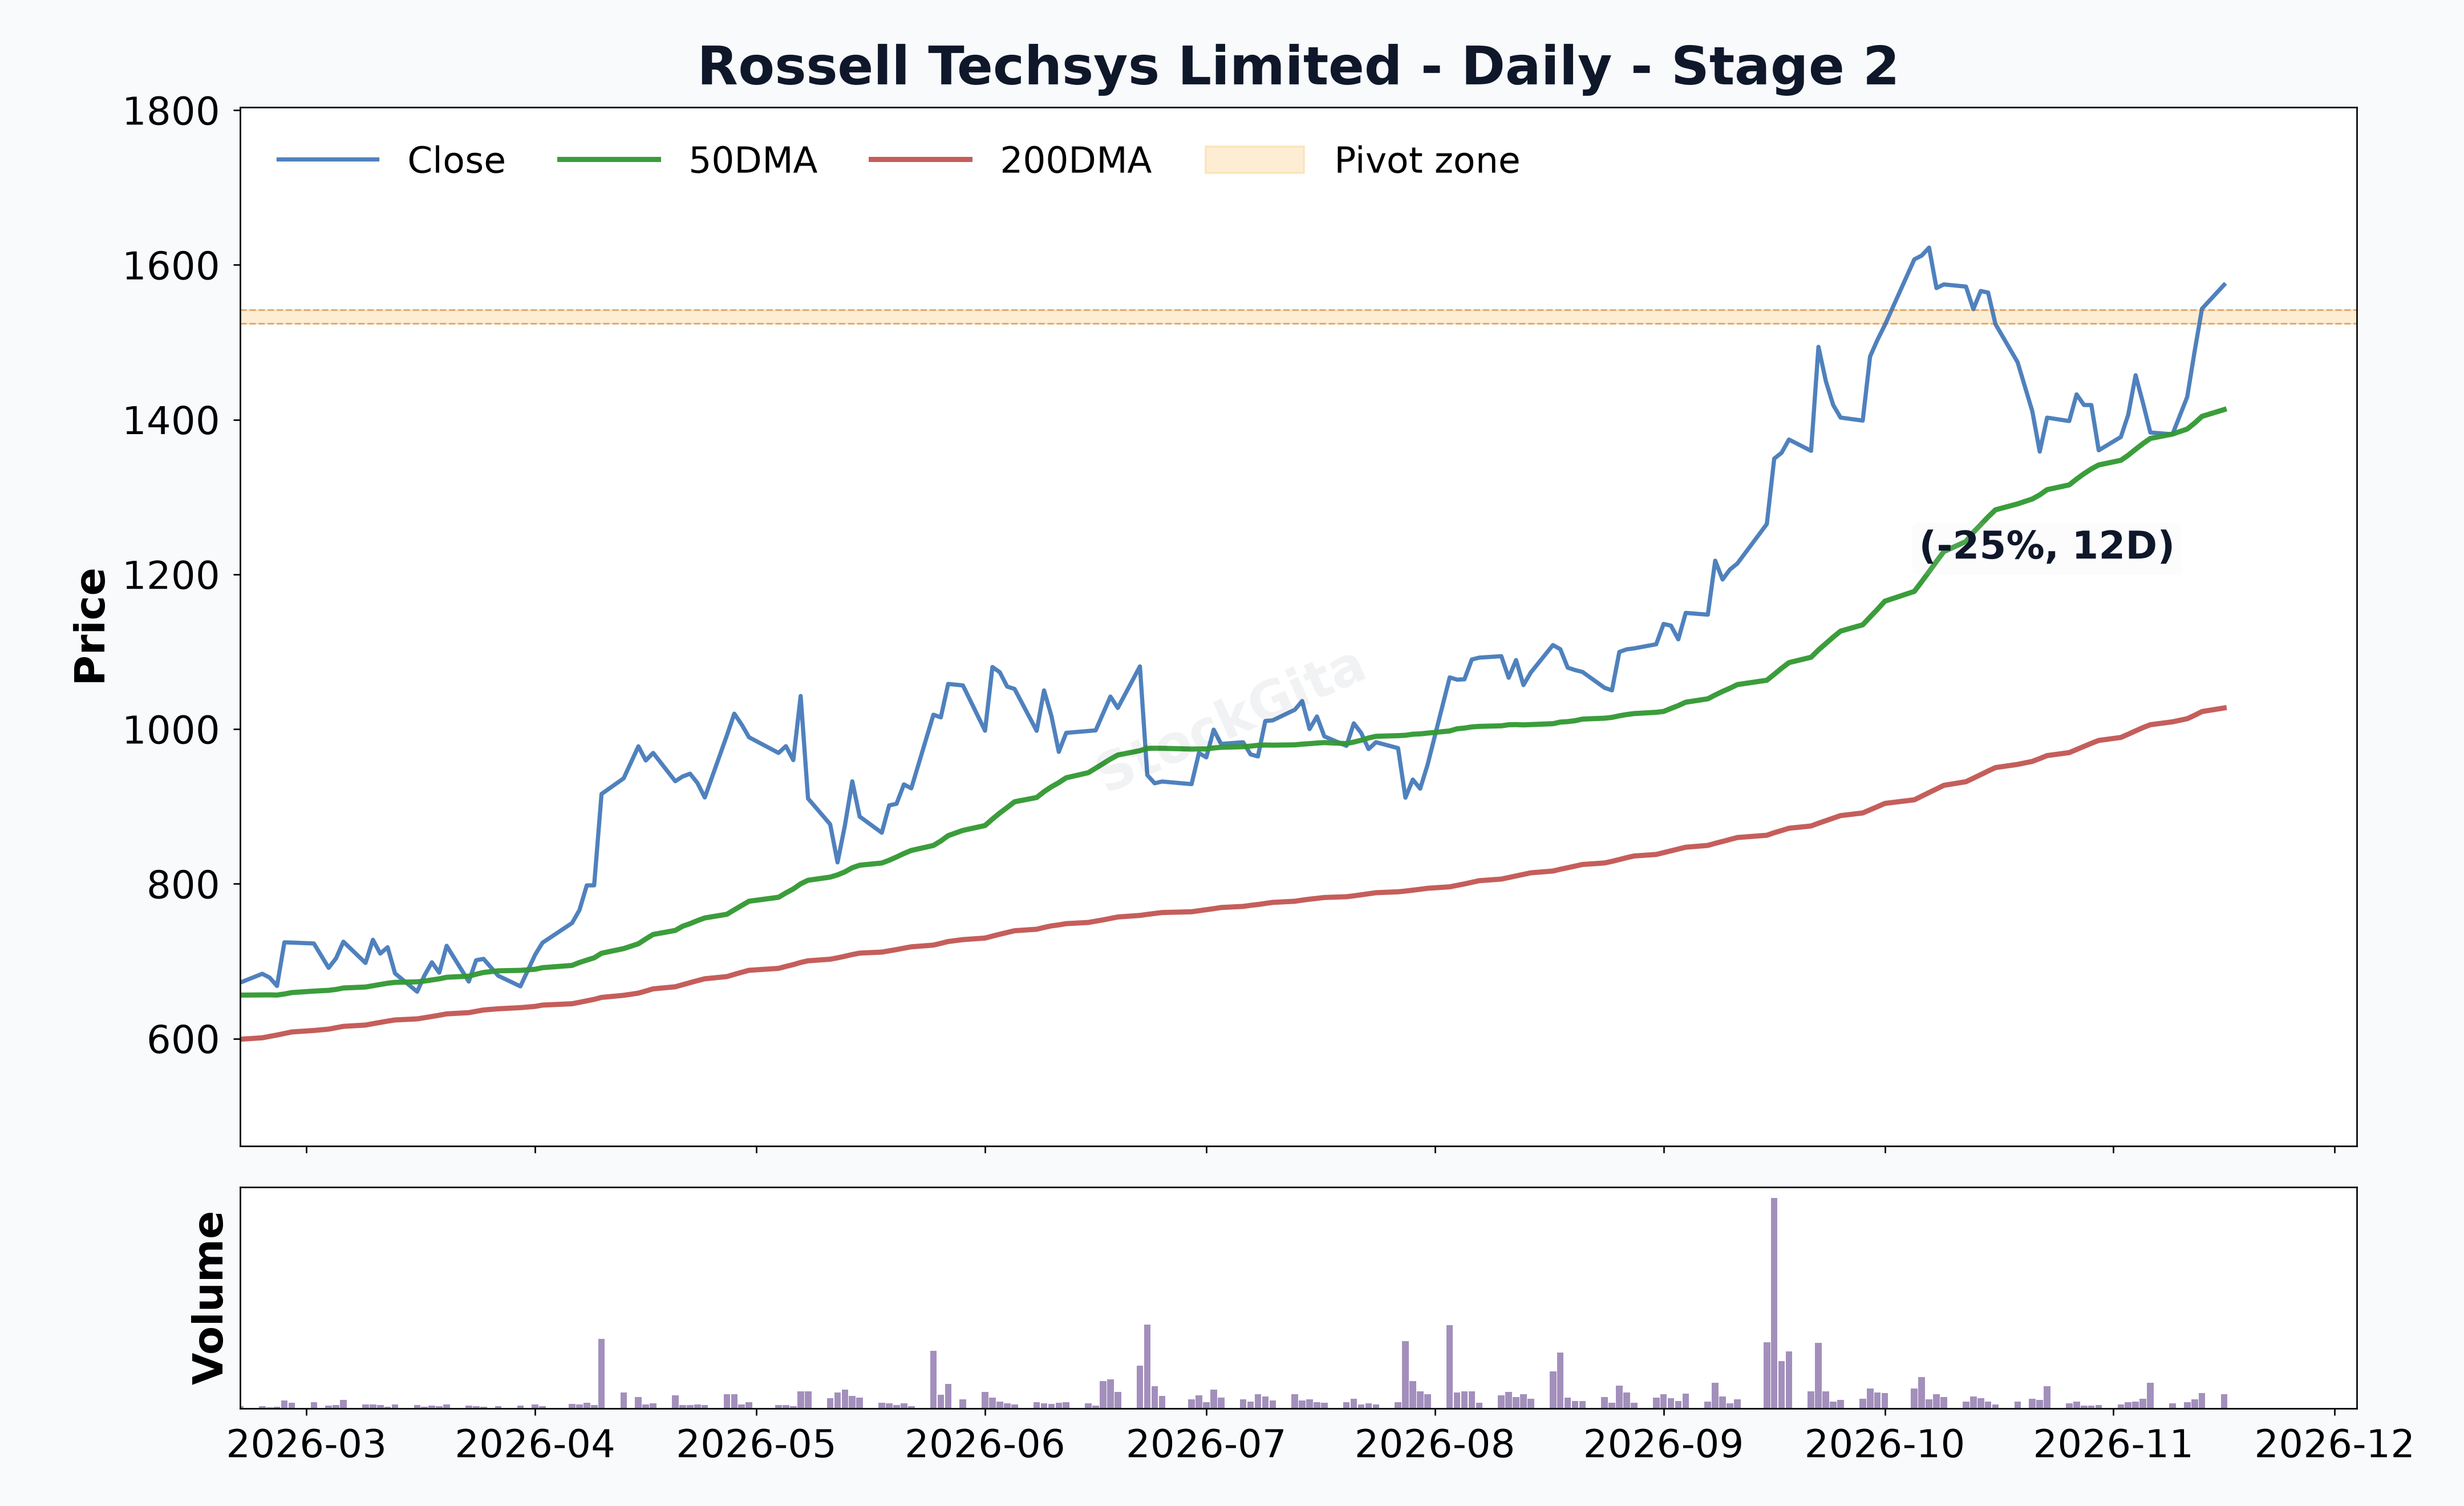 Rossell Techsys Limited - Daily - Stage 2
Close 50DMA 200DMA Pivot zone
1800
1600
1400
1200
1000
800
600
Price
(-25%, 12D)
StockGita
Volume
2026-03 2026-04 2026-05 2026-06 2026-07 2026-08 2026-09 2026-10 2026-11 2026-12